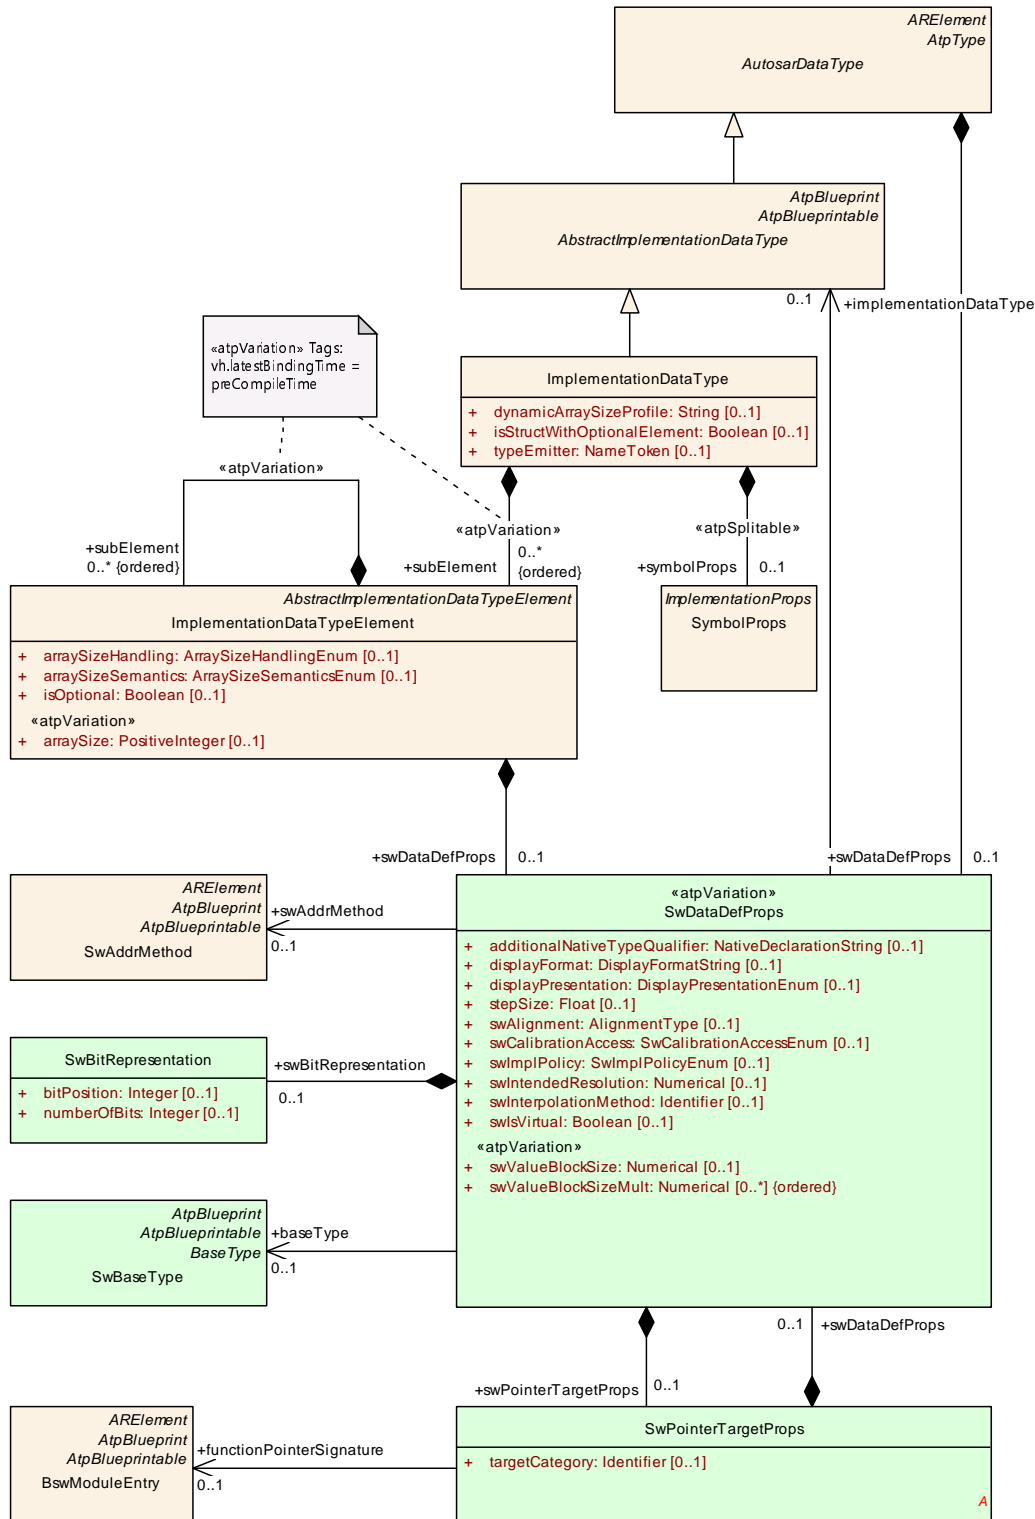 ARElement
AtpType
AutosarDataType
AtpBlueprint
AtpBlueprintable
AbstractImplementationDataType
0..1
+implementationDataType
«atpVariation» Tags:
vh.latestBindingTime =
preCompileTime
ImplementationDataType
+ dynamicArraySizeProfile: String [0..1]
+ isStructWithOptionalElement: Boolean [0..1]
+ typeEmitter: NameToken [0..1]
«atpVariation»
«atpVariation»
«atpSplitable»
+subElement
0..* {ordered}
+subElement
0..*
{ordered}
+symbolProps
0..1
AbstractImplementationDataTypeElement
ImplementationDataTypeElement
+ arraySizeHandling: ArraySizeHandlingEnum [0..1]
+ arraySizeSemantics: ArraySizeSemanticsEnum [0..1]
+ isOptional: Boolean [0..1]
«atpVariation»
+ arraySize: PositiveInteger [0..1]
ImplementationProps
SymbolProps
+swDataDefProps
0..1
+swDataDefProps
0..1
ARElement
AtpBlueprint
AtpBlueprintable
SwAddrMethod
+swAddrMethod
0..1
«atpVariation»
SwDataDefProps
+ additionalNativeTypeQualifier: NativeDeclarationString [0..1]
+ displayFormat: DisplayFormatString [0..1]
+ displayPresentation: DisplayPresentationEnum [0..1]
+ stepSize: Float [0..1]
+ swAlignment: AlignmentType [0..1]
+ swCalibrationAccess: SwCalibrationAccessEnum [0..1]
+ swImplPolicy: SwImplPolicyEnum [0..1]
+ swIntendedResolution: Numerical [0..1]
+ swInterpolationMethod: Identifier [0..1]
+ swIsVirtual: Boolean [0..1]
«atpVariation»
+ swValueBlockSize: Numerical [0..1]
+ swValueBlockSizeMult: Numerical [0..*] {ordered}
SwBitRepresentation
+ bitPosition: Integer [0..1]
+ numberOfBits: Integer [0..1]
+swBitRepresentation
0..1
AtpBlueprint
AtpBlueprintable
BaseType
SwBaseType
+baseType
0..1
0..1
+swDataDefProps
+swPointerTargetProps
0..1
ARElement
AtpBlueprint
AtpBlueprintable
BswModuleEntry
+functionPointerSignature
0..1
SwPointerTargetProps
+ targetCategory: Identifier [0..1]
A